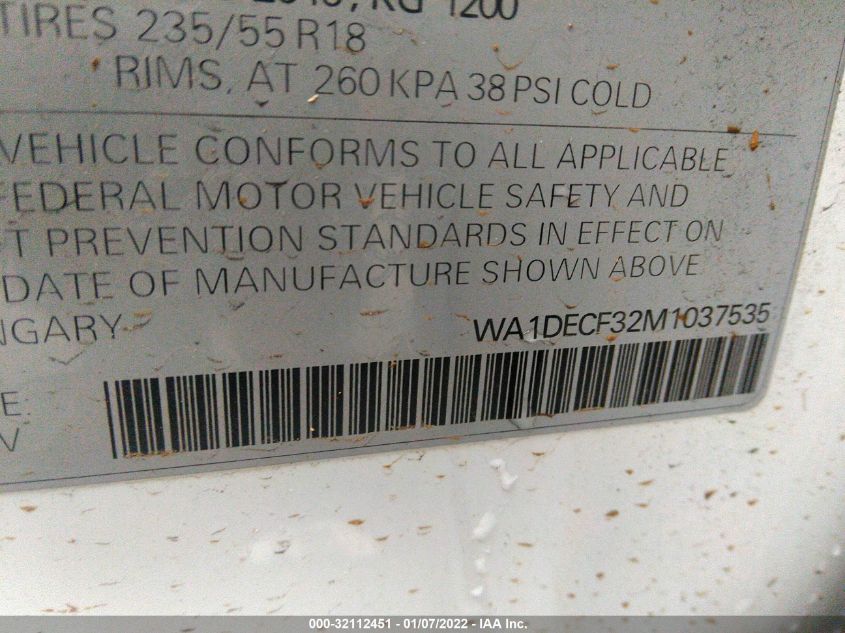 KG 1200
TIRES 235/55 R18
RIMS, AT 260 KPA 38 PSI COLD
VEHICLE CONFORMS TO ALL APPLICABLE
FEDERAL MOTOR VEHICLE SAFETY AND
T PREVENTION STANDARDS IN EFFECT ON
DATE OF MANUFACTURE SHOWN ABOVE
NGARY
WA1DECF32M1037535
E:
V
000-32112451 - 01/07/2022 - IAA Inc.